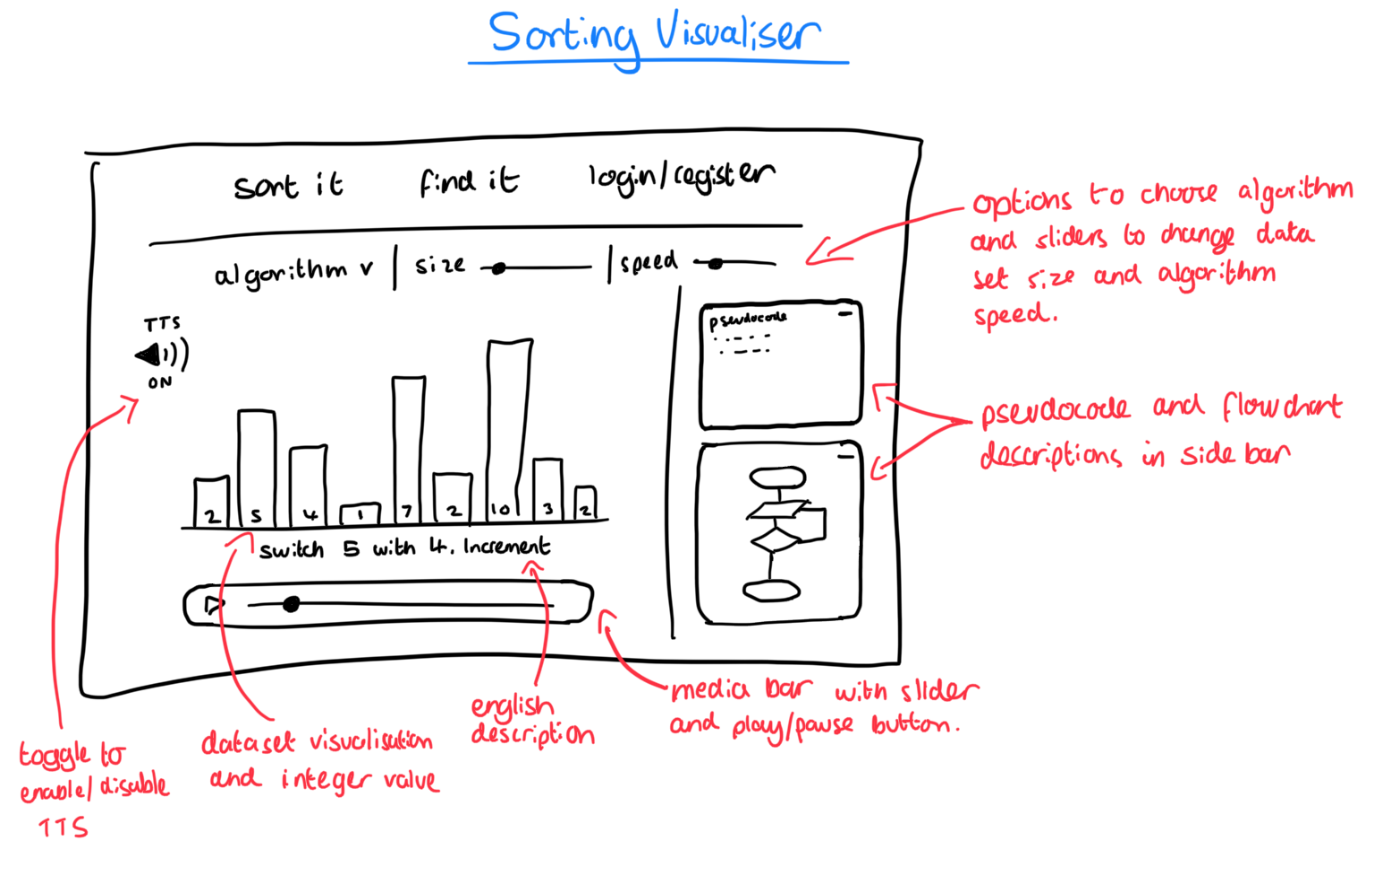 Sorting Visualiser
sort it find it login/register
algorithm v | size | speed
options to choose algorithm
and sliders to change data
set size and algorithm
speed.
TTS
ON
pseudocode
pseudocode and flowchart
descriptions in side bar
2 5 4 1 7 2 10 3 2
switch 5 with 4. Increment
media bar with slider
and play/pause button.
english
description
dataset visualisation
and integer value
toggle to
enable/disable
TTS